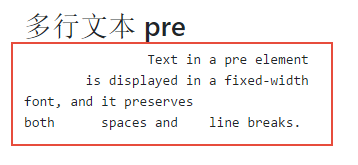 多行文本 pre
                Text in a pre element
        is displayed in a fixed-width
font, and it preserves
both      spaces and    line breaks.